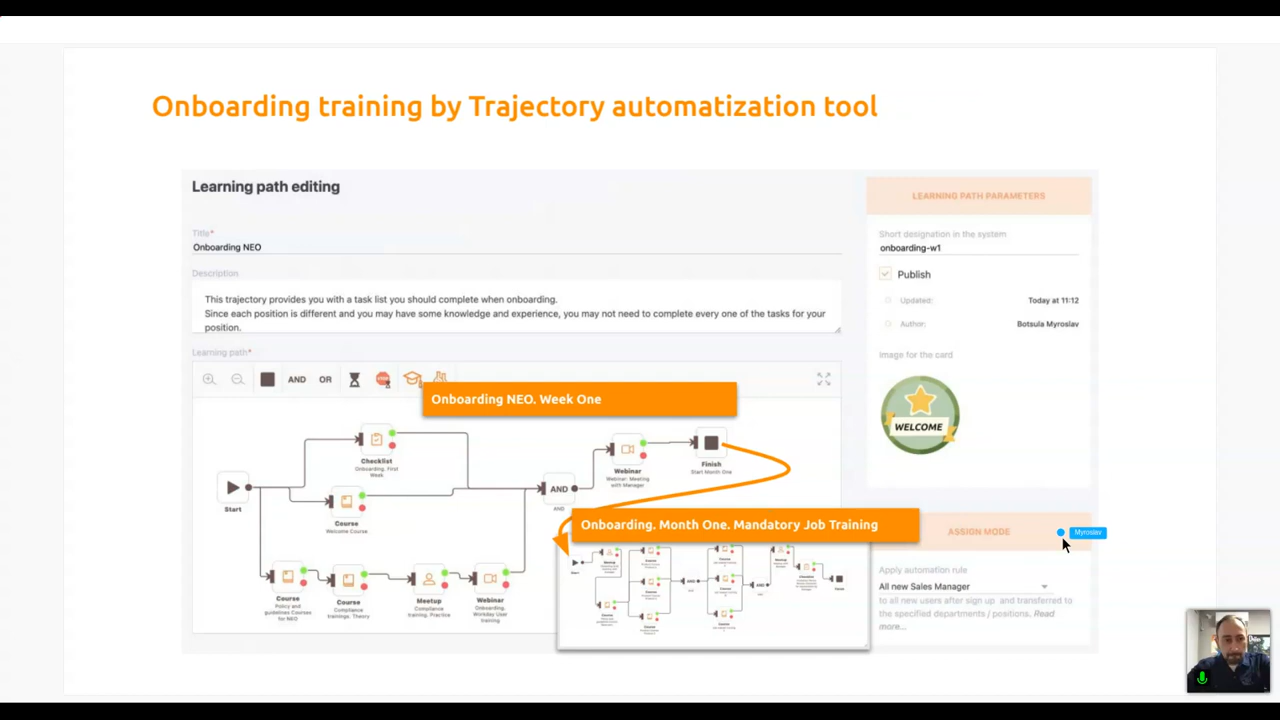 Onboarding training by Trajectory automatization tool
Learning path editing
Title*
Onboarding NEO
Description
This trajectory provides you with a task list you should complete when onboarding.
Since each position is different and you may have some knowledge and experience, you may not need to complete every one of the tasks for your
position.
Learning path*
AND OR
Onboarding NEO. Week One
Start
Checklist
Onboarding. First
Week
Course
Welcome Course
Course
Policy and
guidelines Courses
for NEO
Course
Compliance
trainings. Theory
Meetup
Compliance
training. Practice
Webinar
Onboarding.
Workday User
training
AND
AND
Webinar
Webinar: Meeting
with Manager
Finish
Start Month One
Onboarding. Month One. Mandatory Job Training
LEARNING PATH PARAMETERS
Short designation in the system
onboarding-w1
Publish
Updated: Today at 11:12
Author: Botsula Myroslav
Image for the card
WELCOME
ASSIGN MODE
Myroslav
Apply automation rule
All new Sales Manager
to all new users after sign up and transferred to
the specified departments / positions. Read
more...